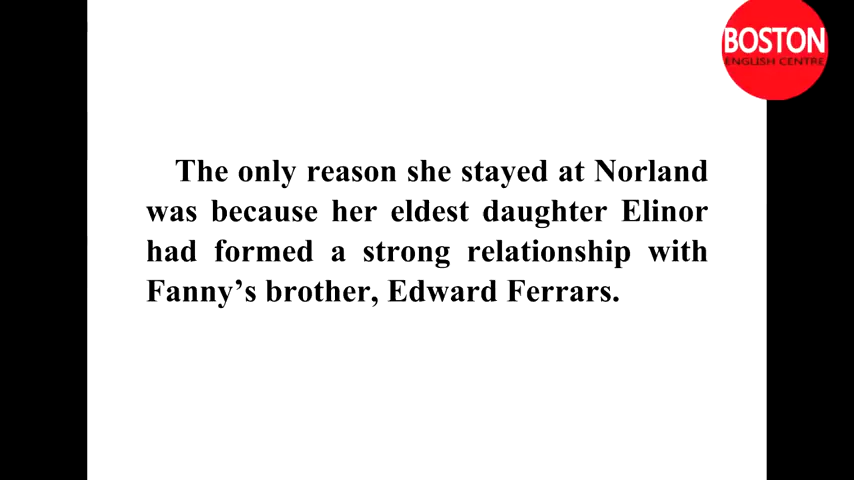 BOSTON
ENGLISH CENTRE
The only reason she stayed at Norland
was because her eldest daughter Elinor
had formed a strong relationship with
Fanny’s brother, Edward Ferrars.